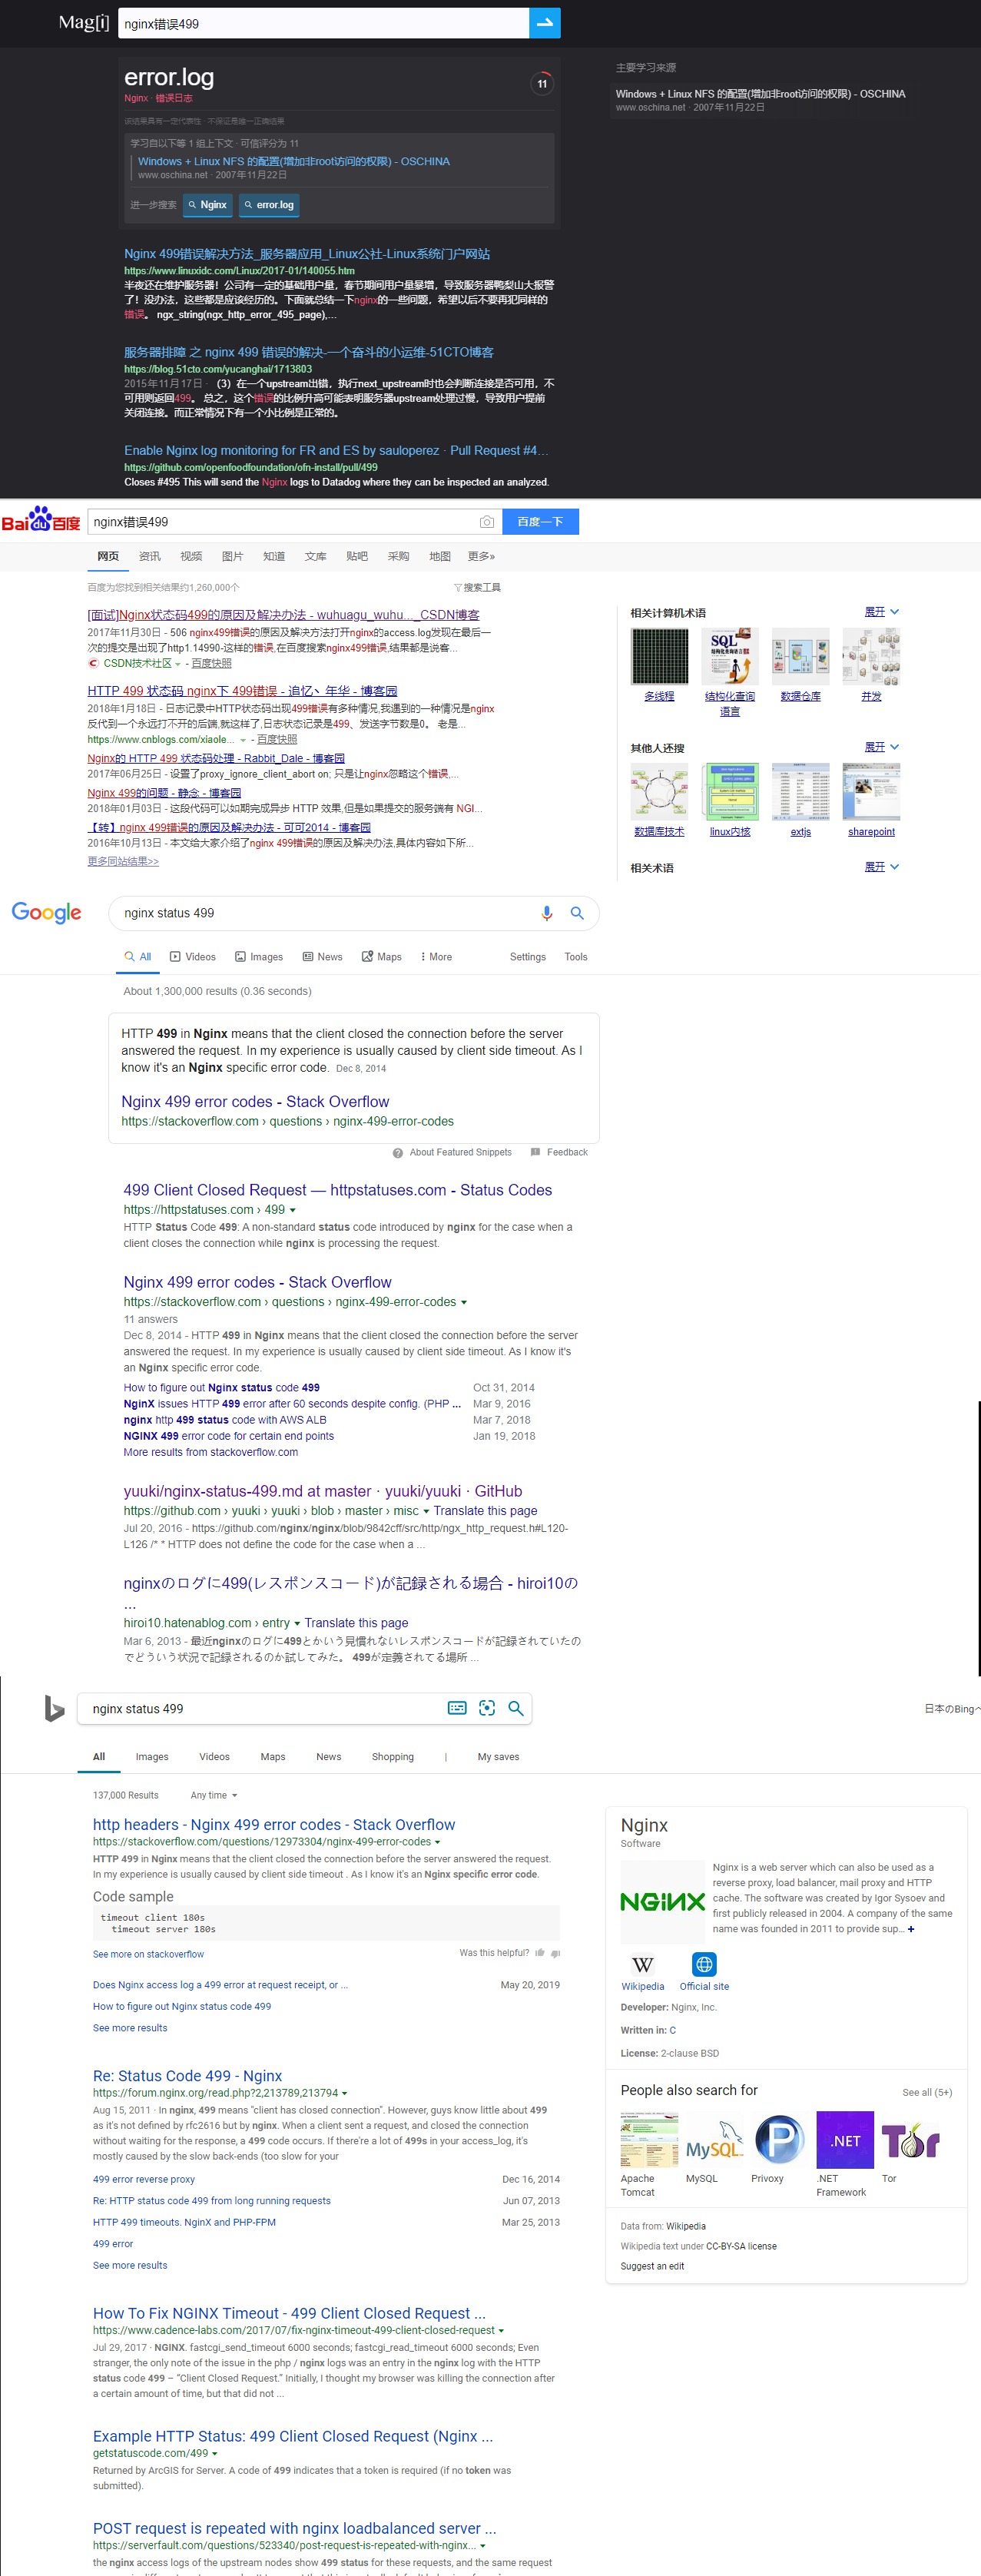 Mag[i]
nginx错误499
error.log
Nginx · 错误日志
11
该结果具有一定代表性 · 不保证是唯一正确结果
学习自以下等 1 组上下文 · 可信评分为 11
Windows + Linux NFS 的配置(增加非root访问的权限) - OSCHINA
www.oschina.net · 2007年11月22日
进一步搜索 Nginx error.log
主要学习来源
Windows + Linux NFS 的配置(增加非root访问的权限) - OSCHINA
www.oschina.net · 2007年11月22日
Nginx 499错误解决方法_服务器应用_Linux公社-Linux系统门户网站
https://www.linuxidc.com/Linux/2017-01/140055.htm
半夜还在维护服务器！公司有一定的基础用户量，春节期间用户量暴增，导致服务器鸭梨山大报警
了！没办法，这些都是应该经历的。下面就总结一下nginx的一些问题，希望以后不要再犯同样的
错误。 ngx_string(ngx_http_error_495_page),...
服务器排障 之 nginx 499 错误的解决-一个奋斗的小运维-51CTO博客
https://blog.51cto.com/yucanghai/1713803
2015年11月17日 · （3）在一个upstream出错，执行next_upstream时也会判断连接是否可用，不
可用则返回499。 总之，这个错误的比例升高可能表明服务器upstream处理过慢，导致用户提前
关闭连接。而正常情况下有一个小比例是正常的。
Enable Nginx log monitoring for FR and ES by sauloperez · Pull Request #4...
https://github.com/openfoodfoundation/ofn-install/pull/499
Closes #495 This will send the Nginx logs to Datadog where they can be inspected an analyzed.
Bai du 百度
nginx错误499
百度一下
网页 资讯 视频 图片 知道 文库 贴吧 采购 地图 更多»
百度为您找到相关结果约1,260,000个
搜索工具
[面试]Nginx状态码499的原因及解决办法 - wuhuagu_wuhu..._CSDN博客
2017年11月30日 - 506 nginx499错误的原因及解决方法打开nginx的access.log发现在最后一
次的提交是出现了http1.14990-这样的错误,在百度搜索nginx499错误,结果都是说客...
CSDN技术社区 - 百度快照
HTTP 499 状态码 nginx下 499错误 - 追忆丶年华 - 博客园
2018年1月18日 - 日志记录中HTTP状态码出现499错误有多种情况,我遇到的一种情况是nginx
反代到一个永远打不开的后端,就这样了,日志状态记录是499、发送字节数是0。 老是...
https://www.cnblogs.com/xiaole... - 百度快照
Nginx的 HTTP 499 状态码处理 - Rabbit_Dale - 博客园
2017年06月25日 - 设置了proxy_ignore_client_abort on; 只是让nginx忽略这个错误,...
Nginx 499的问题 - 静念 - 博客园
2018年01月03日 - 这段代码可以如期完成异步 HTTP 效果,但是如果提交的服务端有 NGI...
【转】nginx 499错误的原因及解决办法 - 可可2014 - 博客园
2016年10月13日 - 本文给大家介绍了nginx 499错误的原因及解决办法,具体内容如下所...
更多同站结果>>
相关计算机术语 展开
SQL
多线程 结构化查询 数据仓库 并发
语言
其他人还搜 展开
数据库技术 linux内核 extjs sharepoint
相关术语 展开
Google
nginx status 499
All Videos Images News Maps More Settings Tools
About 1,300,000 results (0.36 seconds)
HTTP 499 in Nginx means that the client closed the connection before the server
answered the request. In my experience is usually caused by client side timeout. As I
know it's an Nginx specific error code. Dec 8, 2014
Nginx 499 error codes - Stack Overflow
https://stackoverflow.com › questions › nginx-499-error-codes
About Featured Snippets Feedback
499 Client Closed Request — httpstatuses.com - Status Codes
https://httpstatuses.com › 499
HTTP Status Code 499: A non-standard status code introduced by nginx for the case when a
client closes the connection while nginx is processing the request.
Nginx 499 error codes - Stack Overflow
https://stackoverflow.com › questions › nginx-499-error-codes
11 answers
Dec 8, 2014 - HTTP 499 in Nginx means that the client closed the connection before the server
answered the request. In my experience is usually caused by client side timeout. As I know it's
an Nginx specific error code.
How to figure out Nginx status code 499 Oct 31, 2014
NginX issues HTTP 499 error after 60 seconds despite config. (PHP ... Mar 9, 2016
nginx http 499 status code with AWS ALB Mar 7, 2018
NGINX 499 error code for certain end points Jan 19, 2018
More results from stackoverflow.com
yuuki/nginx-status-499.md at master · yuuki/yuuki · GitHub
https://github.com › yuuki › yuuki › blob › master › misc Translate this page
Jul 20, 2016 - https://github.com/nginx/nginx/blob/9842cff/src/http/ngx_http_request.h#L120-
L126 /* * HTTP does not define the code for the case when a ...
nginxのログに499(レスポンスコード)が記録される場合 - hiroi10の
...
hiroi10.hatenablog.com › entry Translate this page
Mar 6, 2013 - 最近nginxのログに499とかいう見慣れないレスポンスコードが記録されていたの
でどういう状況で記録されるのか試してみた。 499が定義されてる場所 ...
nginx status 499
日本のBingへ
All Images Videos Maps News Shopping | My saves
137,000 Results Any time
http headers - Nginx 499 error codes - Stack Overflow
https://stackoverflow.com/questions/12973304/nginx-499-error-codes
HTTP 499 in Nginx means that the client closed the connection before the server answered the request.
In my experience is usually caused by client side timeout . As I know it's an Nginx specific error code.
Code sample
timeout client 180s
timeout server 180s
See more on stackoverflow Was this helpful?
Does Nginx access log a 499 error at request receipt, or ... May 20, 2019
How to figure out Nginx status code 499
See more results
Re: Status Code 499 - Nginx
https://forum.nginx.org/read.php?2,213789,213794
Aug 15, 2011 · In nginx, 499 means "client has closed connection". However, guys know little about 499
as it's not defined by rfc2616 but by nginx. When a client sent a request, and closed the connection
without waiting for the response, a 499 code occurs. If there're a lot of 499s in your access_log, it's
mostly caused by the slow back-ends (too slow for your
499 error reverse proxy Dec 16, 2014
Re: HTTP status code 499 from long running requests Jun 07, 2013
HTTP 499 timeouts. NginX and PHP-FPM Mar 25, 2013
499 error
See more results
How To Fix NGINX Timeout - 499 Client Closed Request ...
https://www.cadence-labs.com/2017/07/fix-nginx-timeout-499-client-closed-request
Jul 29, 2017 · NGINX. fastcgi_send_timeout 6000 seconds; fastcgi_read_timeout 6000 seconds; Even
stranger, the only note of the issue in the php / nginx logs was an entry in the nginx log with the HTTP
status code 499 – “Client Closed Request.” Initially, I thought my browser was killing the connection after
a certain amount of time, but that did not ...
Example HTTP Status: 499 Client Closed Request (Nginx ...
getstatuscode.com/499
Returned by ArcGIS for Server. A code of 499 indicates that a token is required (if no token was
submitted).
POST request is repeated with nginx loadbalanced server ...
https://serverfault.com/questions/523340/post-request-is-repeated-with-nginx...
the nginx access logs of the upstream nodes show 499 status for these requests, and the same request
Nginx
Software
NGINX
Nginx is a web server which can also be used as a
reverse proxy, load balancer, mail proxy and HTTP
cache. The software was created by Igor Sysoev and
first publicly released in 2004. A company of the same
name was founded in 2011 to provide sup... +
W
Wikipedia Official site
Developer: Nginx, Inc.
Written in: C
License: 2-clause BSD
People also search for See all (5+)
MySQL P .NET Tor
Apache MySQL Privoxy .NET Tor
Tomcat Framework
Data from: Wikipedia
Wikipedia text under CC-BY-SA license
Suggest an edit